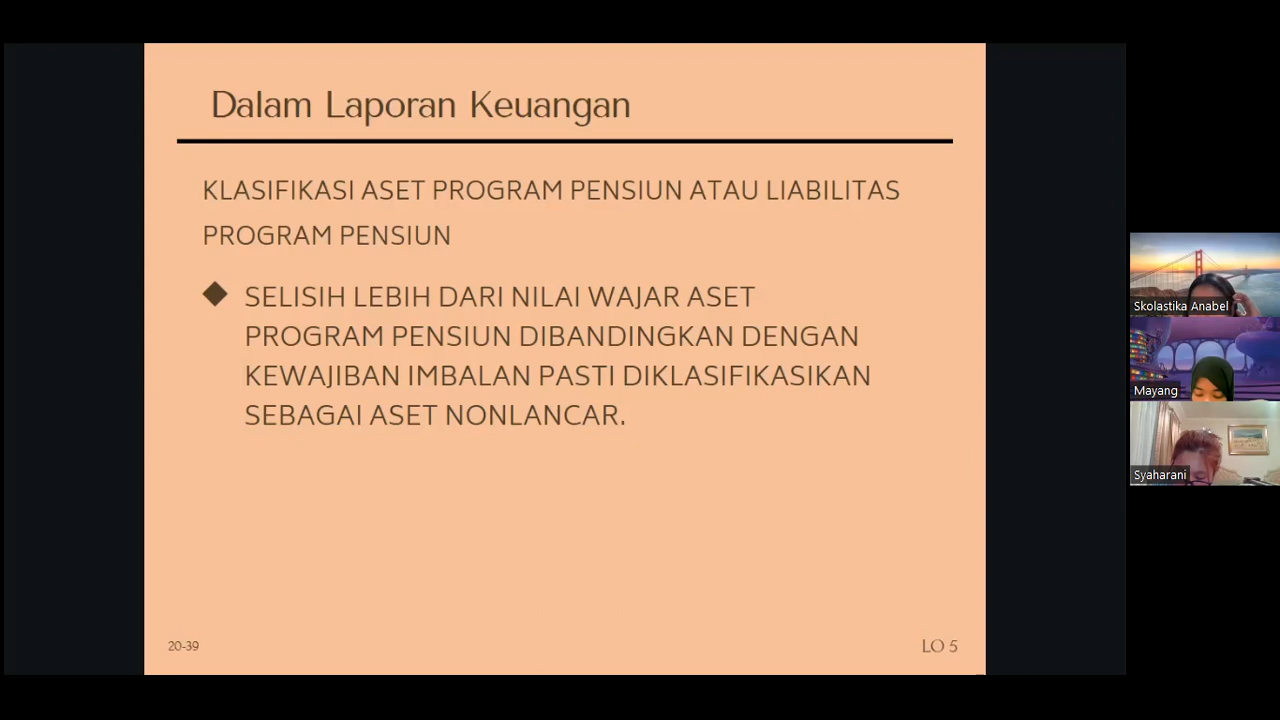 Dalam Laporan Keuangan
KLASIFIKASI ASET PROGRAM PENSIUN ATAU LIABILITAS
PROGRAM PENSIUN
SELISIH LEBIH DARI NILAI WAJAR ASET
PROGRAM PENSIUN DIBANDINGKAN DENGAN
KEWAJIBAN IMBALAN PASTI DIKLASIFIKASIKAN
SEBAGAI ASET NONLANCAR.
20-39
LO 5
Skolastika Anabel
Mayang
Syaharani